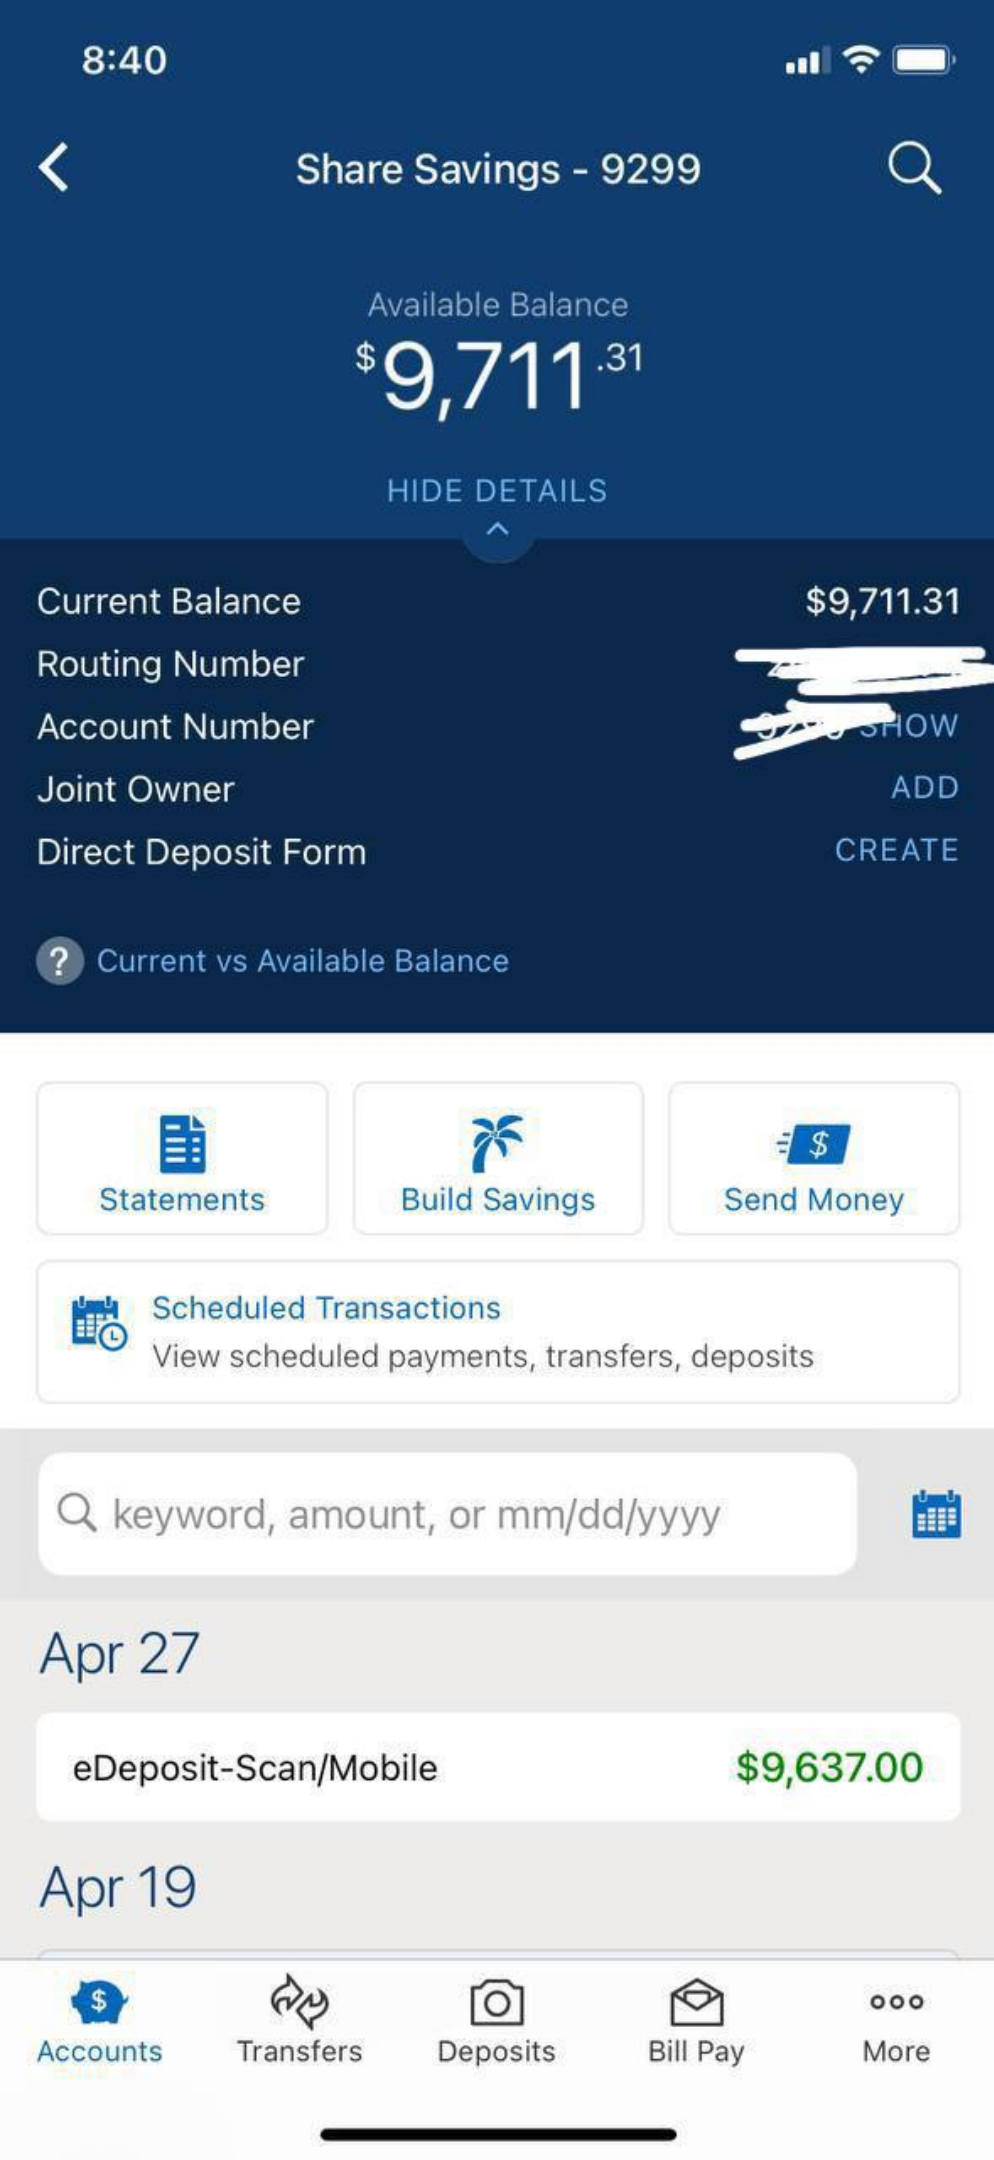 8:40
Share Savings - 9299
Available Balance
$9,711.31
HIDE DETAILS
Current Balance $9,711.31
Routing Number
Account Number SHOW
Joint Owner ADD
Direct Deposit Form CREATE
? Current vs Available Balance
Statements Build Savings $ Send Money
Scheduled Transactions
View scheduled payments, transfers, deposits
keyword, amount, or mm/dd/yyyy
Apr 27
eDeposit-Scan/Mobile $9,637.00
Apr 19
$
Accounts Transfers Deposits Bill Pay More